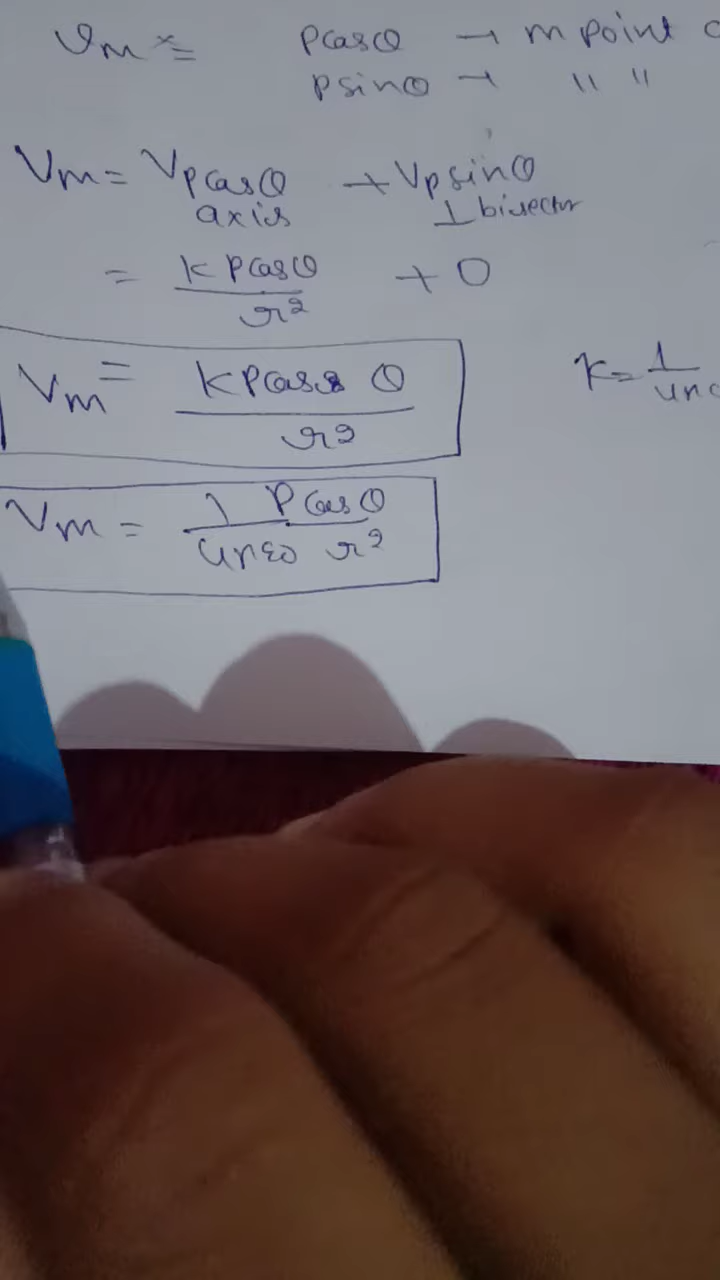 Vm =
pcosθ → m point
psinθ → " "
Vm = Vpcosθ + Vpsinθ
axis ⊥ bisector
= kpcosθ / r² + 0
Vm = kpcosθ / r²
k = 1 / 4π
Vm = 1 pcosθ / 4πε0 r²